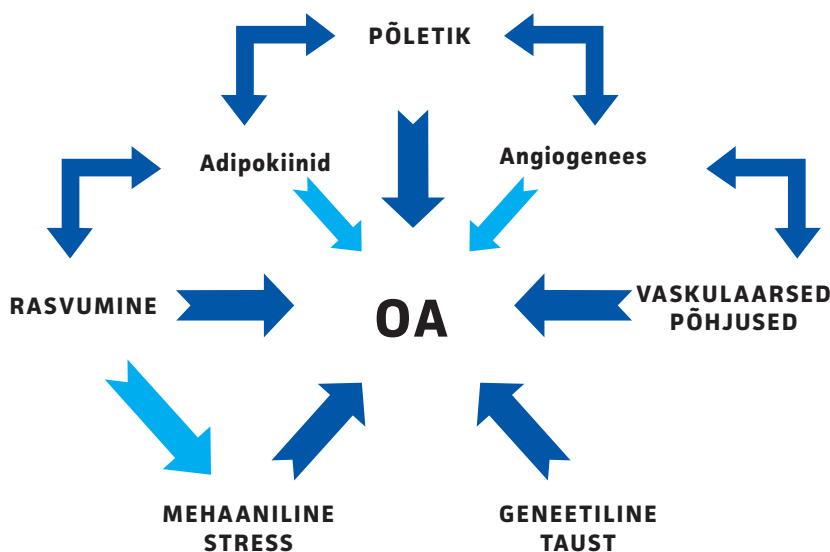 PÕLETIK
Adipokiinid
Angiogenees
RASVUMINE
OA
VASKULAARSED
PÕHJUSED
MEHAANILINE
STRESS
GENEETILINE
TAUST